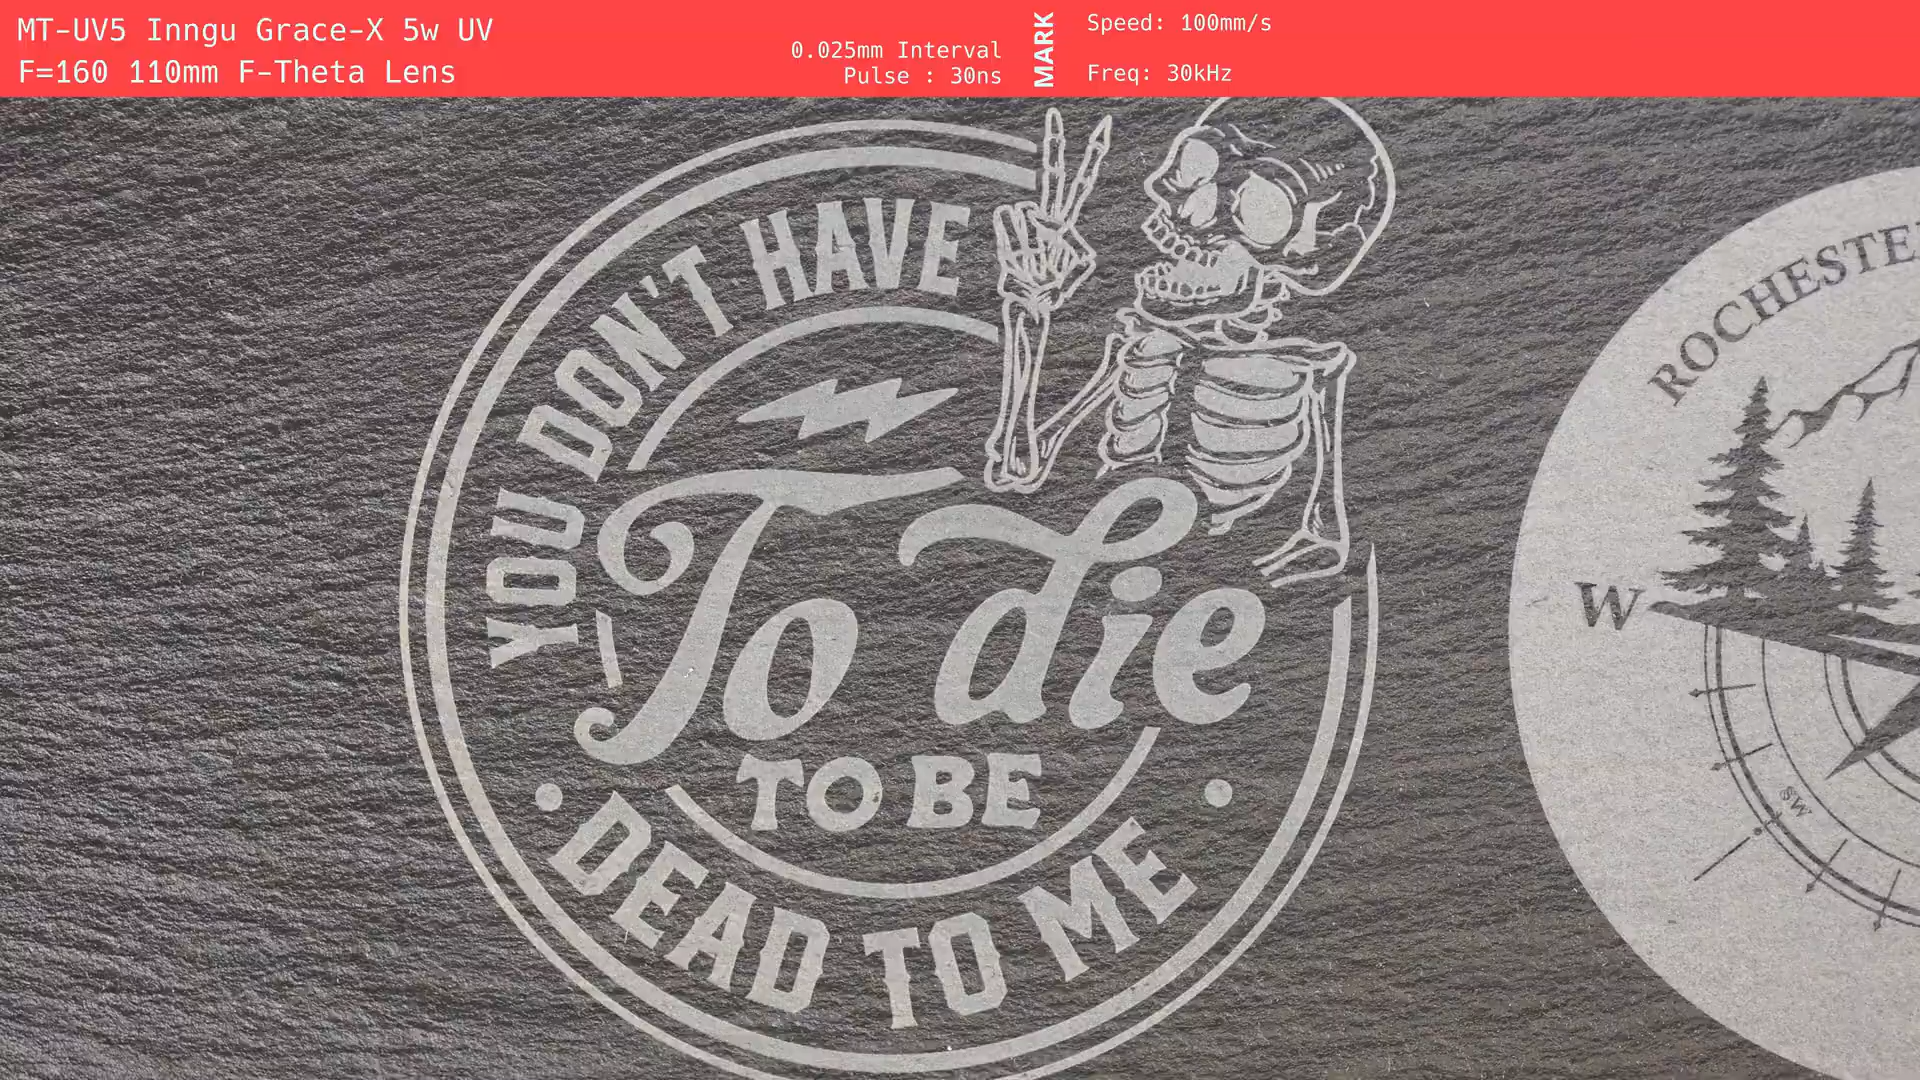 MT-UV5 Inngu Grace-X 5w UV
F=160 110mm F-Theta Lens
0.025mm Interval
Pulse : 30ns
MARK
Speed: 100mm/s
Freq: 30kHz
YOU DON'T HAVE
To die
TO BE
DEAD TO ME
W
SW